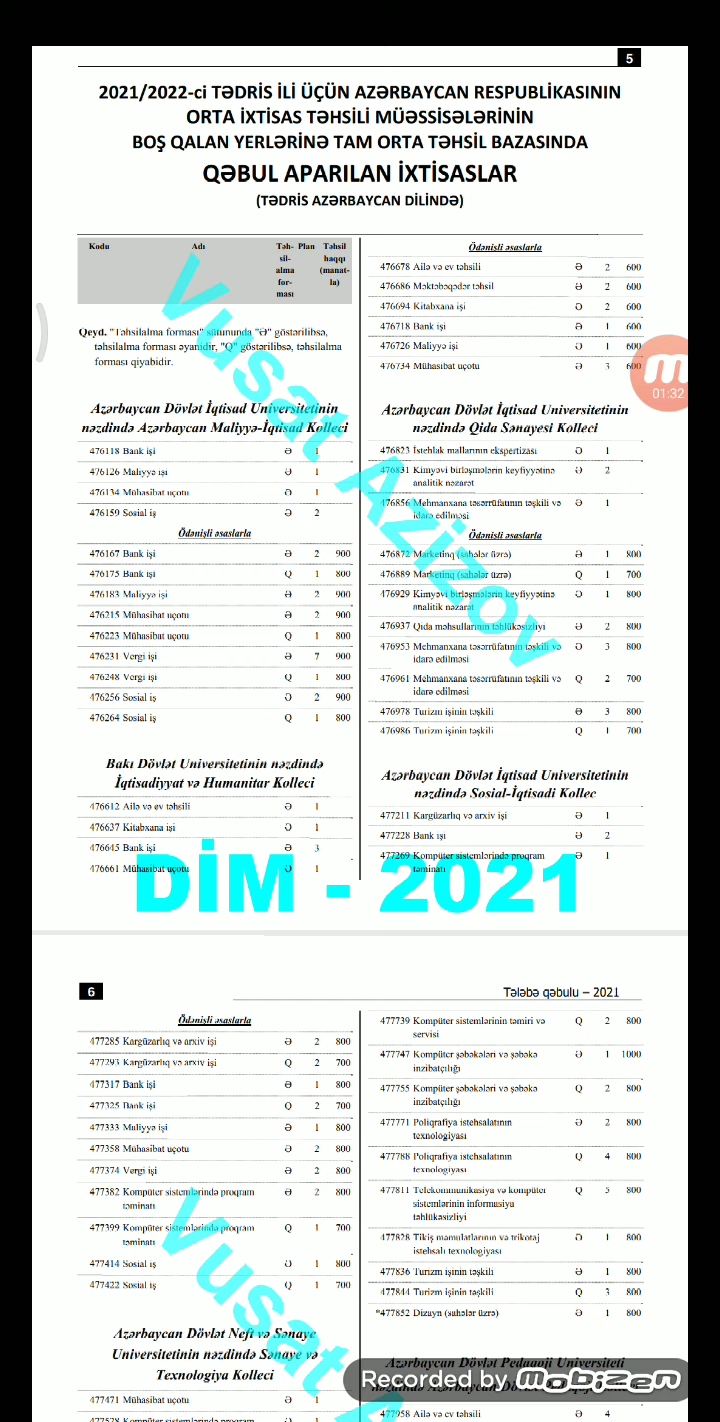 5
2021/2022-ci TƏDRİS İLİ ÜÇÜN AZƏRBAYCAN RESPUBLİKASININ
ORTA İXTİSAS TƏHSİLİ MÜƏSSİSƏLƏRİNİN
BOŞ QALAN YERLƏRİNƏ TAM ORTA TƏHSİL BAZASINDA
QƏBUL APARILAN İXTİSASLAR
(TƏDRİS AZƏRBAYCAN DİLİNDƏ)
Kodu Adı Təh- Plan Təhsil
sil- haqqı
alma (manat-
for- la)
ması
Qeyd. "Təhsilalma forması" sütununda "Ə" göstərilibsə,
təhsilalma forması əyanidir, "Q" göstərilibsə, təhsilalma
forması qiyabidir.
Azərbaycan Dövlət İqtisad Universitetinin
nəzdində Azərbaycan Maliyyə-İqtisad Kolleci
476118 Bank işi Ə 1
476126 Maliyyə işi Ə 1
476134 Mühasibat uçotu Ə 1
476159 Sosial iş Ə 2
Ödənişli əsaslarla
476167 Bank işi Ə 2 900
476175 Bank işi Q 1 800
476183 Maliyyə işi Ə 2 900
476215 Mühasibat uçotu Ə 2 900
476223 Mühasibat uçotu Q 1 800
476231 Vergi işi Ə 7 900
476248 Vergi işi Q 1 800
476256 Sosial iş Ə 2 900
476264 Sosial iş Q 1 800
Bakı Dövlət Universitetinin nəzdində
İqtisadiyyat və Humanitar Kolleci
476612 Ailə və ev təhsili Ə 1
476637 Kitabxana işi Ə 1
476645 Bank işi Ə 3
476661 Mühasibat uçotu Ə 1
Ödənişli əsaslarla
476678 Ailə və ev təhsili Ə 2 600
476686 Məktəbəqədər təhsil Ə 2 600
476694 Kitabxana işi Ə 2 600
476718 Bank işi Ə 1 600
476726 Maliyyə işi Ə 1 600
476734 Mühasibat uçotu Ə 3 600
01:32
Azərbaycan Dövlət İqtisad Universitetinin
nəzdində Qida Sənayesi Kolleci
476823 İstehlak mallarının ekspertizası Ə 1
476831 Kimyəvi birləşmələrin keyfiyyətinə Ə 2
analitik nəzarət
476856 Mehmanxana təsərrüfatının təşkili və Ə 1
idarə edilməsi
Ödənişli əsaslarla
476872 Marketinq (sahələr üzrə) Ə 1 800
476889 Marketinq (sahələr üzrə) Q 1 700
476929 Kimyəvi birləşmələrin keyfiyyətinə Ə 1 800
analitik nəzarət
476937 Qida məhsullarının təhlükəsizliyi Ə 2 800
476953 Mehmanxana təsərrüfatının təşkili və Ə 3 800
idarə edilməsi
476961 Mehmanxana təsərrüfatının təşkili və Q 2 700
idarə edilməsi
476978 Turizm işinin təşkili Ə 3 800
476986 Turizm işinin təşkili Q 1 700
Azərbaycan Dövlət İqtisad Universitetinin
nəzdində Sosial-İqtisadi Kollec
477211 Kargüzarlıq və arxiv işi Ə 1
477228 Bank işi Ə 2
477269 Kompüter sistemlərində proqram Ə 1
təminatı
Vusat Azizov
DİM - 2021
6
Tələbə qəbulu – 2021
Ödənişli əsaslarla
477285 Kargüzarlıq və arxiv işi Ə 2 800
477293 Kargüzarlıq və arxiv işi Q 2 700
477317 Bank işi Ə 1 800
477325 Bank işi Q 2 700
477333 Maliyyə işi Ə 1 800
477358 Mühasibat uçotu Ə 2 800
477374 Vergi işi Ə 2 800
477382 Kompüter sistemlərində proqram Ə 2 800
təminatı
477399 Kompüter sistemlərində proqram Q 1 700
təminatı
477414 Sosial iş Ə 1 800
477422 Sosial iş Q 1 700
Azərbaycan Dövlət Neft və Sənaye
Universitetinin nəzdində Sənaye və
Texnologiya Kolleci
477471 Mühasibat uçotu Ə 1
Kompüter sistemlərində proqram Ə 1
477739 Kompüter sistemlərinin təmiri və Q 2 800
servisi
477747 Kompüter şəbəkələri və şəbəkə Ə 1 1000
inzibatçılığı
477755 Kompüter şəbəkələri və şəbəkə Q 2 800
inzibatçılığı
477771 Poliqrafiya istehsalatının Ə 2 800
texnologiyası
477788 Poliqrafiya istehsalatının Q 4 800
texnologiyası
477811 Telekommunikasiya və kompüter Q 5 800
sistemlərinin informasiya
təhlükəsizliyi
477828 Tikiş məmulatlarının və trikotaj Ə 1 800
istehsalı texnologiyası
477836 Turizm işinin təşkili Ə 1 800
477844 Turizm işinin təşkili Q 3 800
*477852 Dizayn (sahələr üzrə) Ə 1 800
Azərbaycan Dövlət Pedaqoji Universiteti
477958 Ailə və ev təhsili Ə 4
Vusat A
Recorded by mobizen